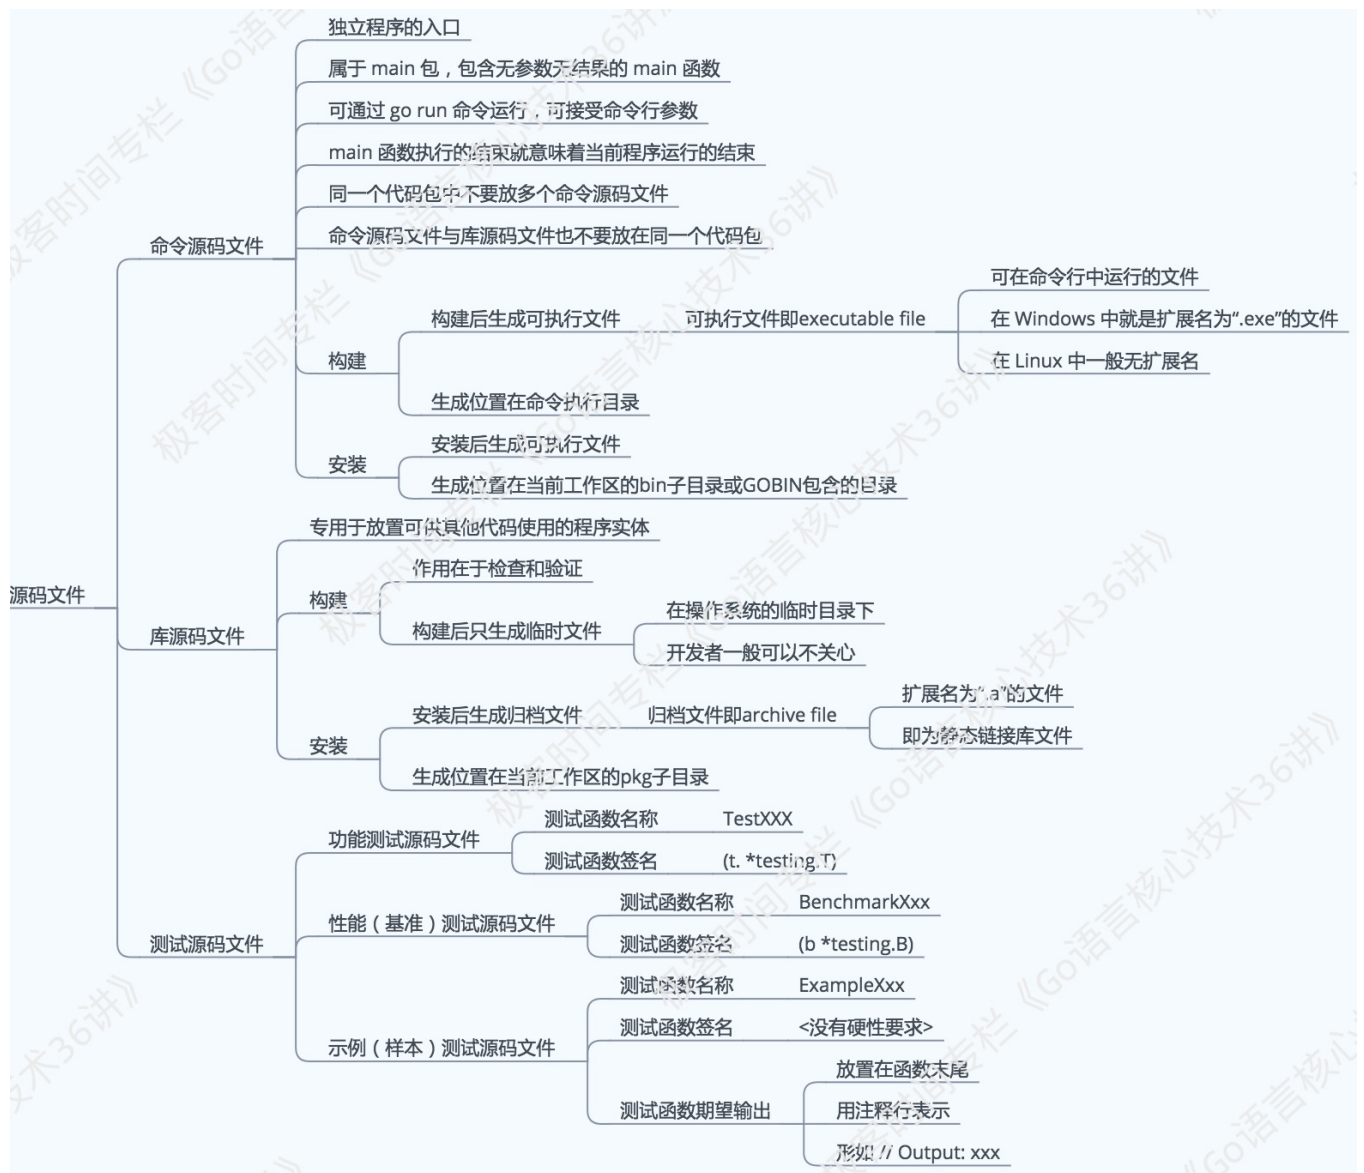 独立程序的入口
属于 main 包，包含无参数无结果的 main 函数
可通过 go run 命令运行，可接受命令行参数
main 函数执行的结束就意味着当前程序运行的结束
同一个代码包中不要放多个命令源码文件
命令源码文件
命令源码文件与库源码文件也不要放在同一个代码包
可在命令行中运行的文件
构建后生成可执行文件
可执行文件即executable file
在 Windows 中就是扩展名为“.exe”的文件
构建
在 Linux 中一般无扩展名
生成位置在命令执行目录
安装后生成可执行文件
安装
生成位置在当前工作区的bin子目录或GOBIN包含的目录
专用于放置可供其他代码使用的程序实体
作用在于检查和验证
源码文件
构建
在操作系统的临时目录下
库源码文件
构建后只生成临时文件
开发者一般可以不关心
扩展名为“.a”的文件
安装后生成归档文件
归档文件即archive file
即为静态链接库文件
安装
生成位置在当前工作区的pkg子目录
测试函数名称
TestXXX
功能测试源码文件
测试函数签名
(t. *testing.T)
测试函数名称
BenchmarkXxx
性能（基准）测试源码文件
测试源码文件
测试函数签名
(b *testing.B)
测试函数名称
ExampleXxx
测试函数签名
<没有硬性要求>
示例（样本）测试源码文件
放置在函数末尾
测试函数期望输出
用注释行表示
形如 // Output: xxx
极客时间专栏《Go语言核心技术36讲》